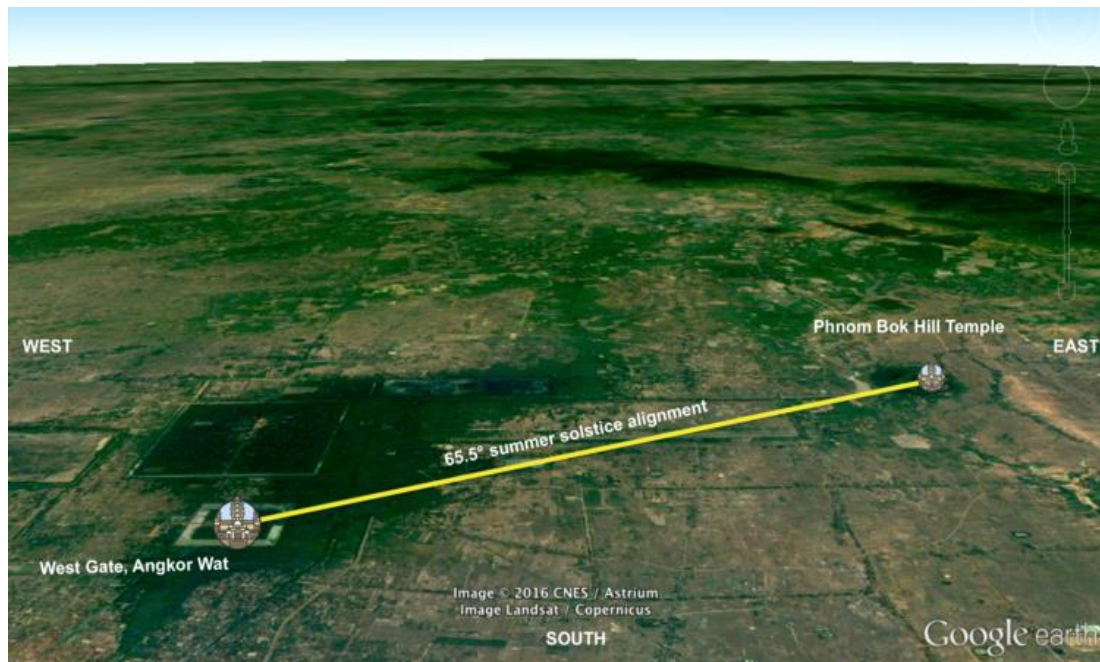 Phnom Bok Hill Temple
WEST
EAST
65.5° summer solstice alignment
West Gate, Angkor Wat
Image © 2016 CNES / Astrium
Image Landsat / Copernicus
SOUTH
Google earth